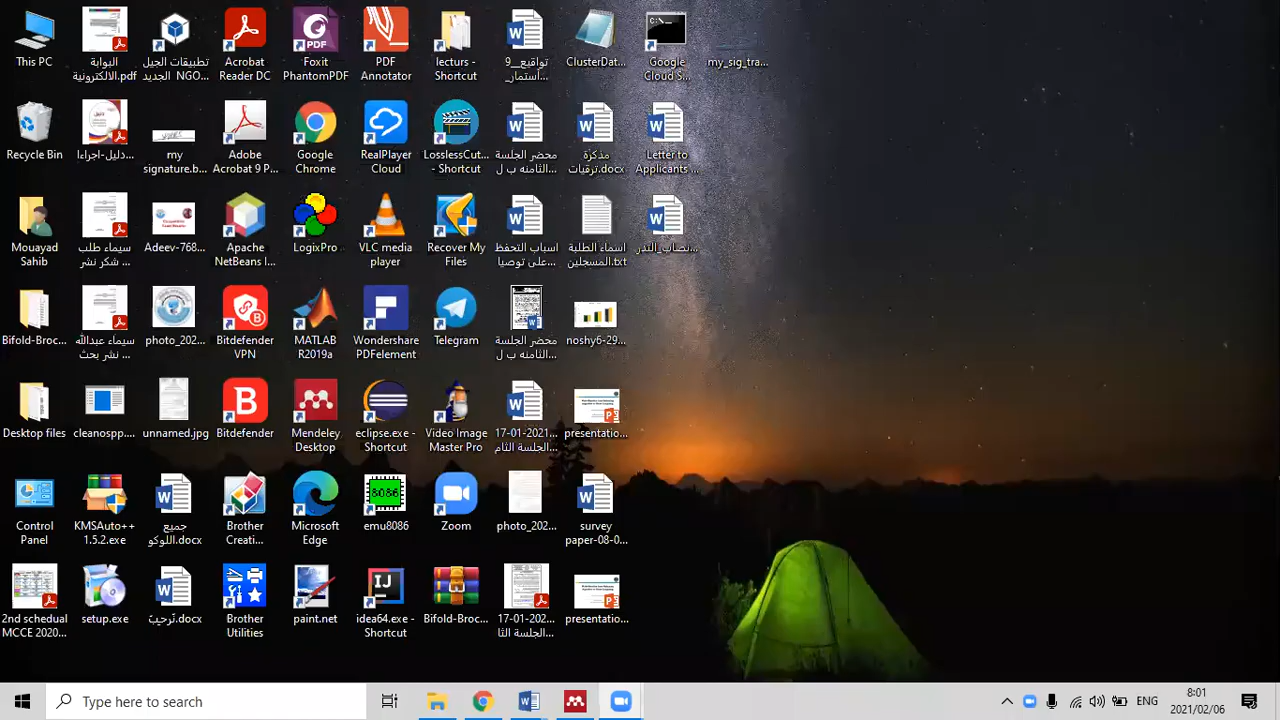 This PC
البوابة
الالكترونية.pdf
تطبيقات الجيل
الجديد NGO...
Acrobat
Reader DC
Foxit
PhantomPDF
PDF
Annotator
lecturs -
Shortcut
تواقيع__9
استمار_...
ClusterDat...
Google
Cloud S...
my_sig_tra...
Recycle Bin
دليل-اجراءا...
my
signature.b...
Adobe
Acrobat 9 P...
Google
Chrome
RealPlayer
Cloud
LosslessCut...
- Shortcut
محضر الجلسة
الثامنه ب ل...
مذكرة
ترقيات.docx
Letter to
Applicants ...
Mouayad
Sahib
سيماء طلب
شكر نشر ...
Adeev-768...
Apache
NetBeans I...
LogixPro
VLC media
player
Recover My
Files
اسباب التحفظ
على توصيا...
اسماء الطلبة
المسجلين.txt
Bifold-Broc...
سيماء عبدالله
نشر بحث ...
photo_202...
Bitdefender
VPN
MATLAB
R2019a
Wondershare
PDFelement
Telegram
محضر الجلسة
الثامنه ب ل...
noshy6-29...
Desktop files
cleanospp....
unnamed.jpg
Bitdefender
Mendeley
Desktop
eclipse.exe -
Shortcut
Video Image
Master Pro
17-01-2021...
الجلسة الثام...
presentatio...
Control
Panel
KMSAuto++
1.5.2.exe
جميع
اللوكو.docx
Brother
Creati...
Microsoft
Edge
8086
emu8086
Zoom
photo_202...
survey
paper-08-0...
2nd schedual
MCCE 2020...
setup.exe
ترحيب.docx
Brother
Utilities
paint.net
idea64.exe -
Shortcut
Bifold-Broc...
17-01-202...
الجلسة الثا...
presentatio...
Type here to search
ENG
8:01
2021/02/06